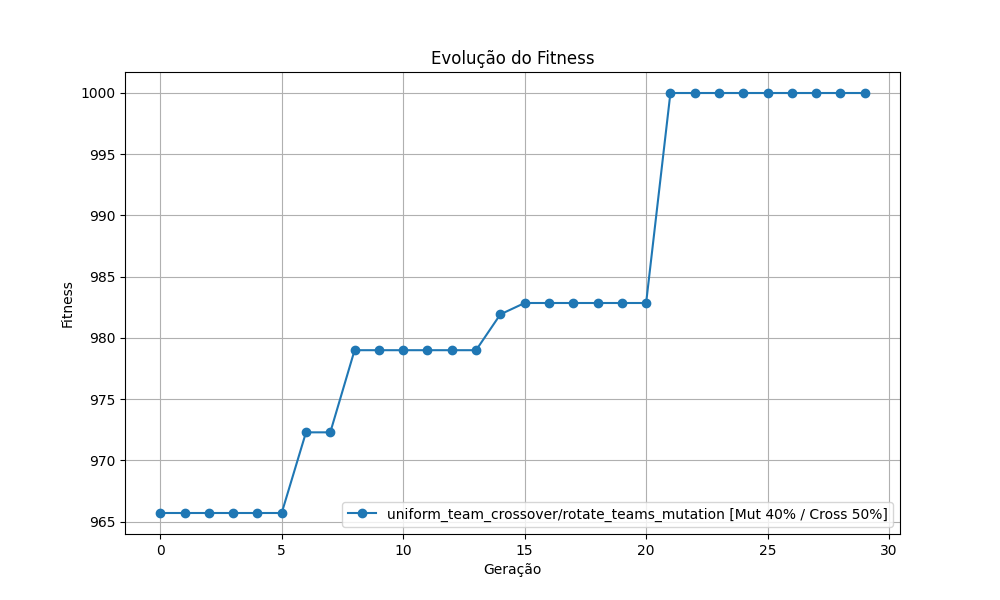 Evolução do Fitness
1000
995
990
985
980
975
970
965
Fitness
uniform_team_crossover/rotate_teams_mutation [Mut 40% / Cross 50%]
0 5 10 15 20 25 30
Geração